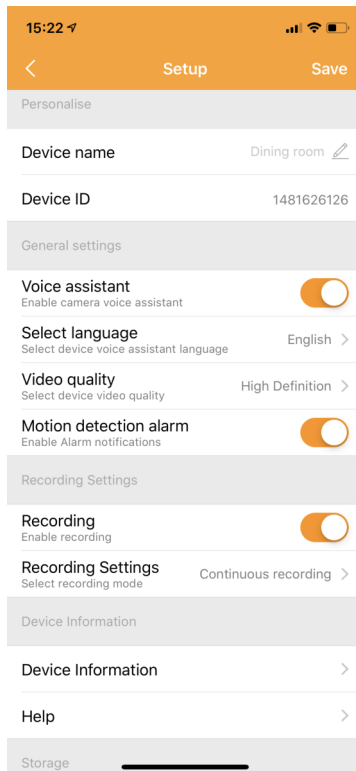 15:22
Setup
Save
Personalise
Device name
Dining room
Device ID
1481626126
General settings
Voice assistant
Enable camera voice assistant
Select language
Select device voice assistant language
English
Video quality
Select device video quality
High Definition
Motion detection alarm
Enable Alarm notifications
Recording Settings
Recording
Enable recording
Recording Settings
Select recording mode
Continuous recording
Device Information
Device Information
Help
Storage